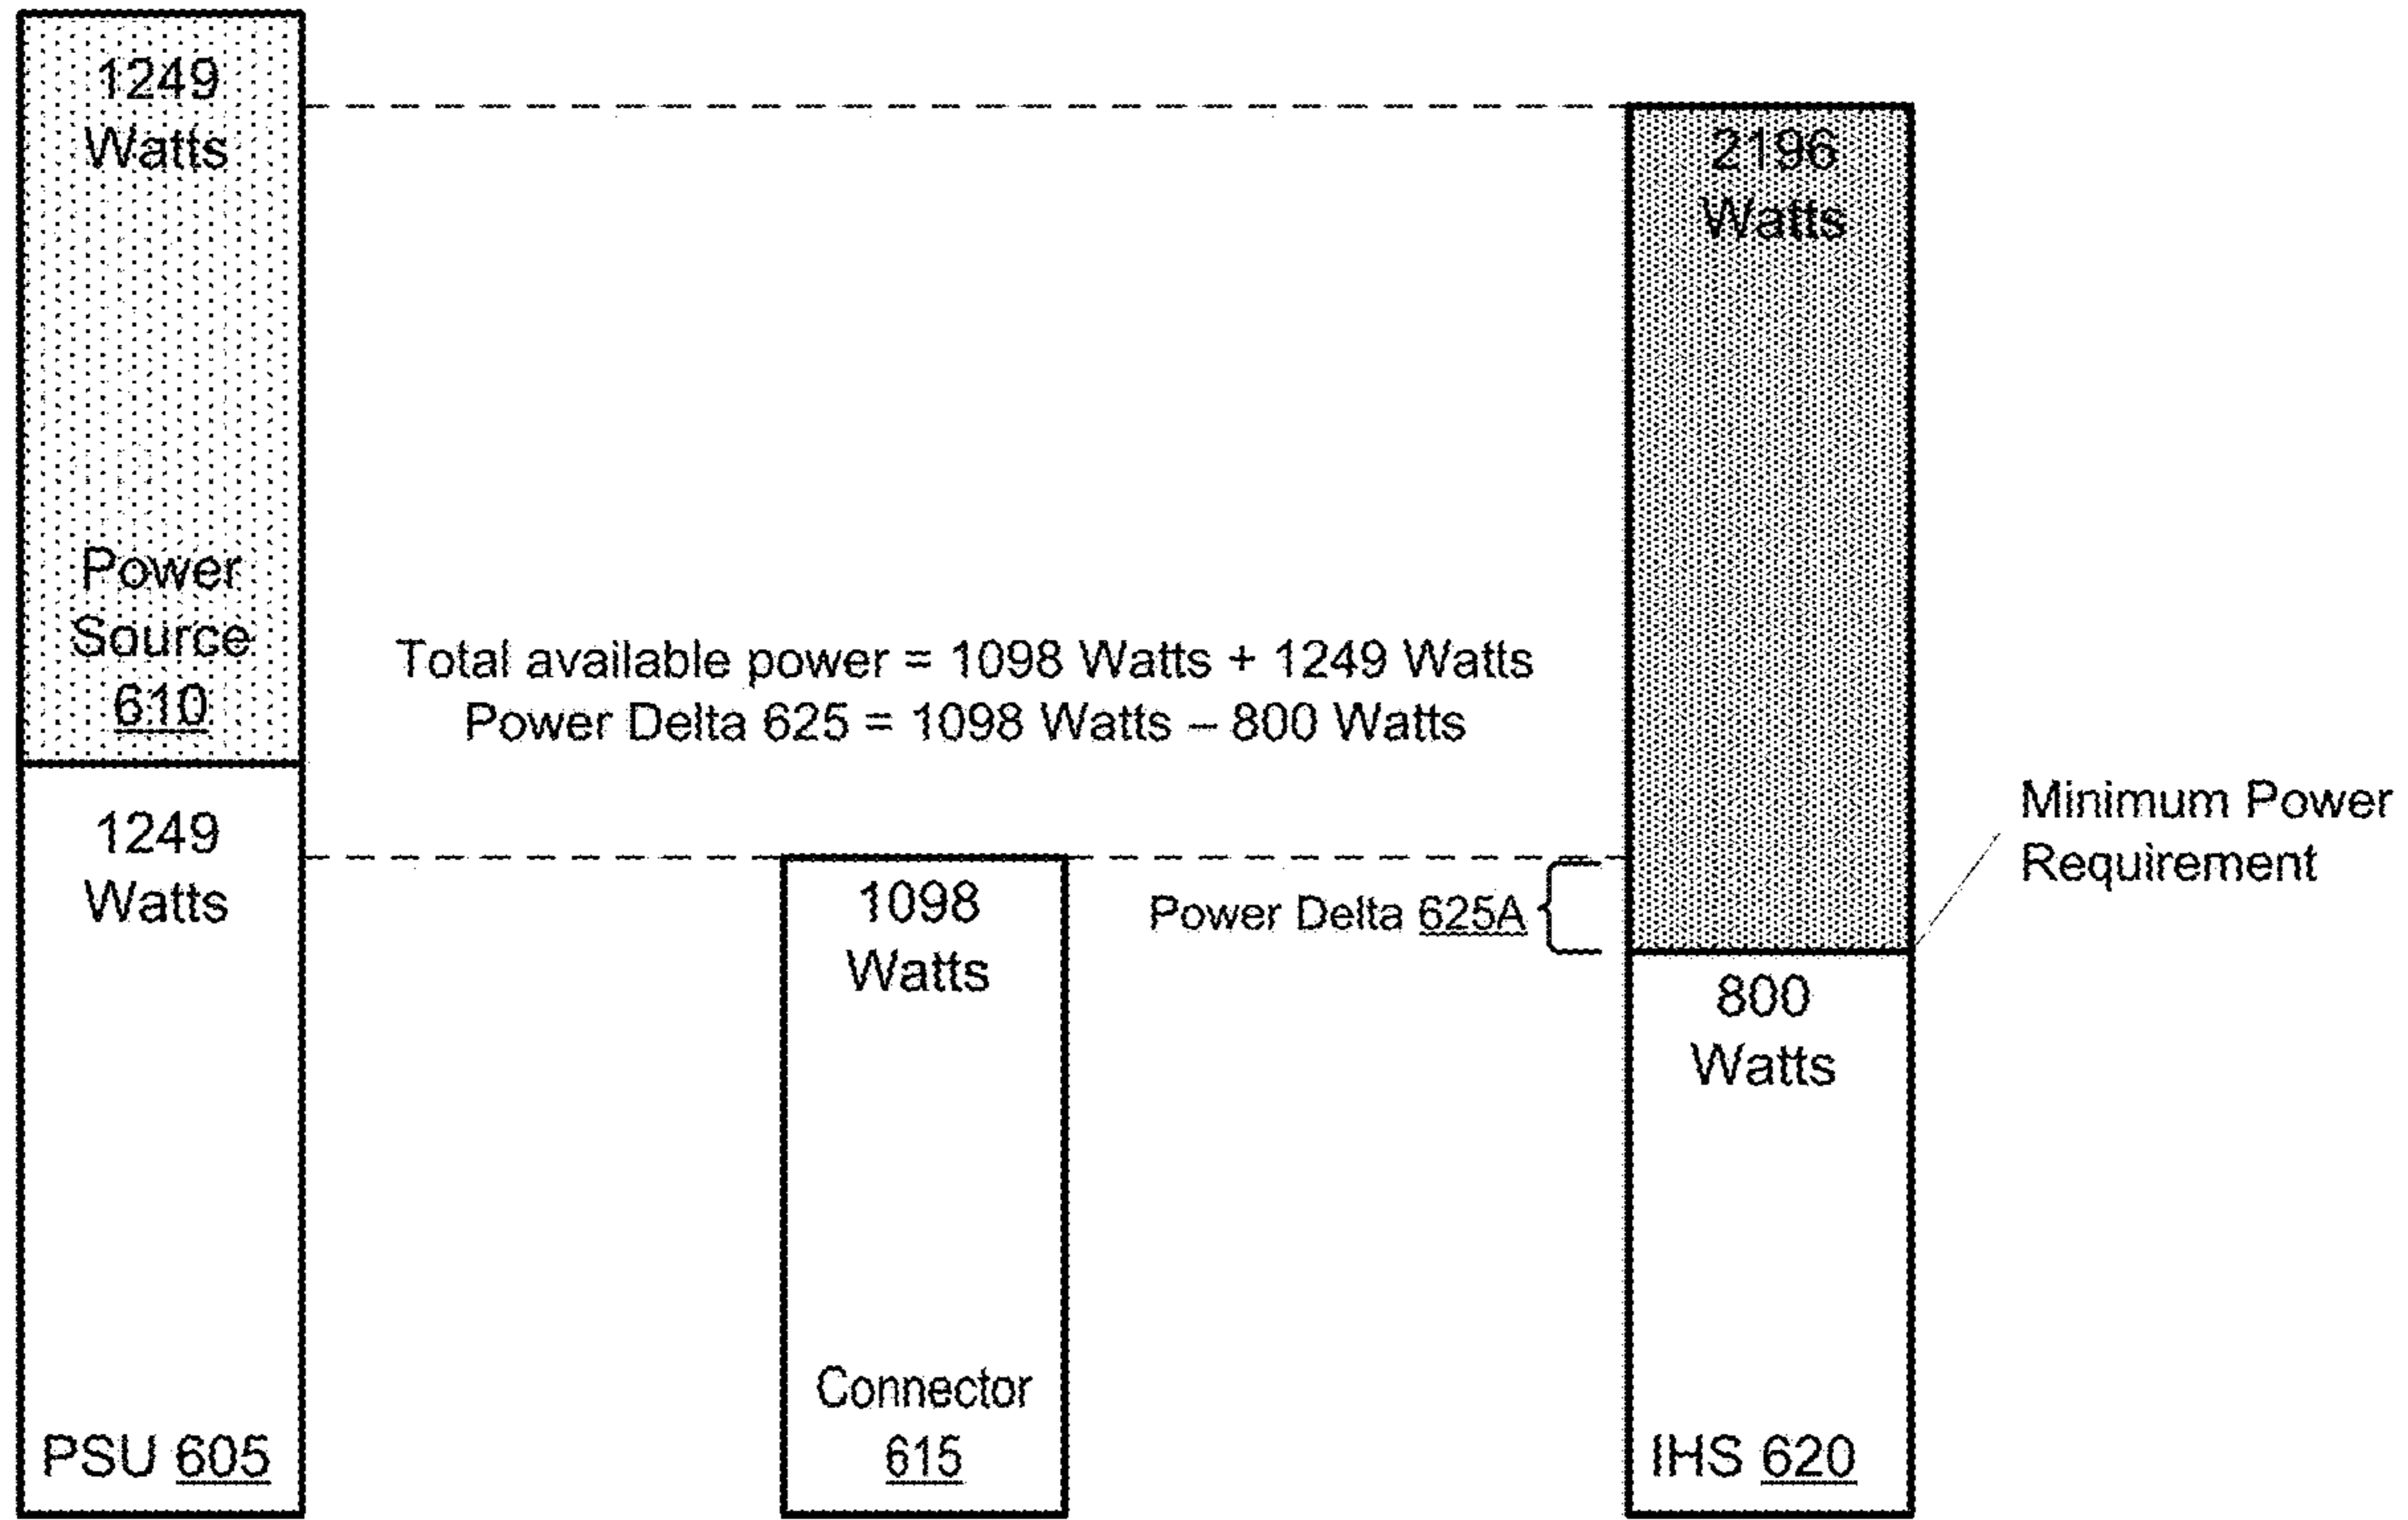 1249
Watts
Power
Source
610
1249
Watts
PSU 605
Total available power = 1098 Watts + 1249 Watts
Power Delta 625 = 1098 Watts – 800 Watts
1098
Watts
Connector
615
Power Delta 625A
2196
Watts
800
Watts
IHS 620
Minimum Power
Requirement